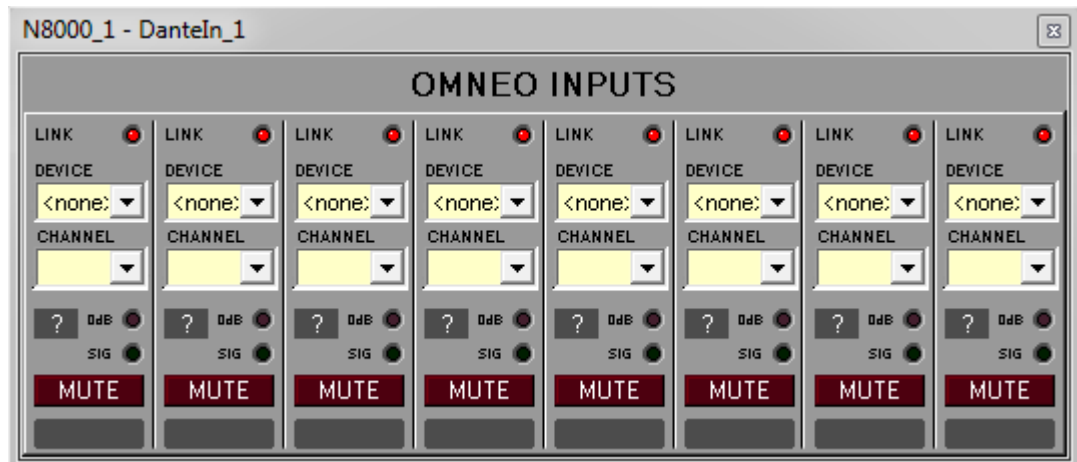 N8000_1 - DanteIn_1
OMNEO INPUTS
LINK LINK LINK LINK LINK LINK LINK LINK
DEVICE DEVICE DEVICE DEVICE DEVICE DEVICE DEVICE DEVICE
<none> <none> <none> <none> <none> <none> <none> <none>
CHANNEL CHANNEL CHANNEL CHANNEL CHANNEL CHANNEL CHANNEL CHANNEL
? 0dB ? 0dB ? 0dB ? 0dB ? 0dB ? 0dB ? 0dB ? 0dB
SIG SIG SIG SIG SIG SIG SIG SIG
MUTE MUTE MUTE MUTE MUTE MUTE MUTE MUTE